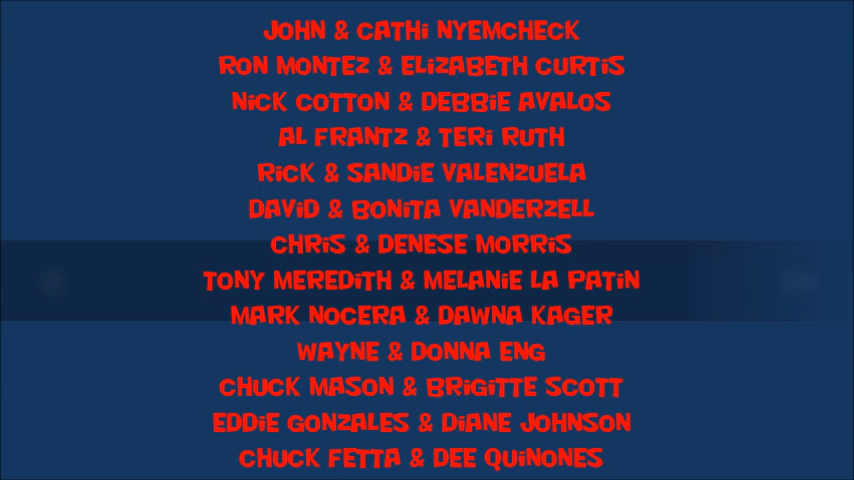 JOHN & CATHi NYEMCHECK
RON MONTEZ & ELiZABETH CURTiS
NiCK COTTON & DEBBiE AVALOS
AL FRANTZ & TERi RUTH
RiCK & SANDiE VALENZUELA
DAViD & BONiTA VANDERZELL
CHRiS & DENESE MORRiS
TONY MEREDiTH & MELANiE LA PATiN
MARK NOCERA & DAWNA KAGER
WAYNE & DONNA ENG
CHUCK MASON & BRiGiTTE SCOTT
EDDiE GONZALES & DiANE JOHNSON
CHUCK FETTA & DEE QUiNONES